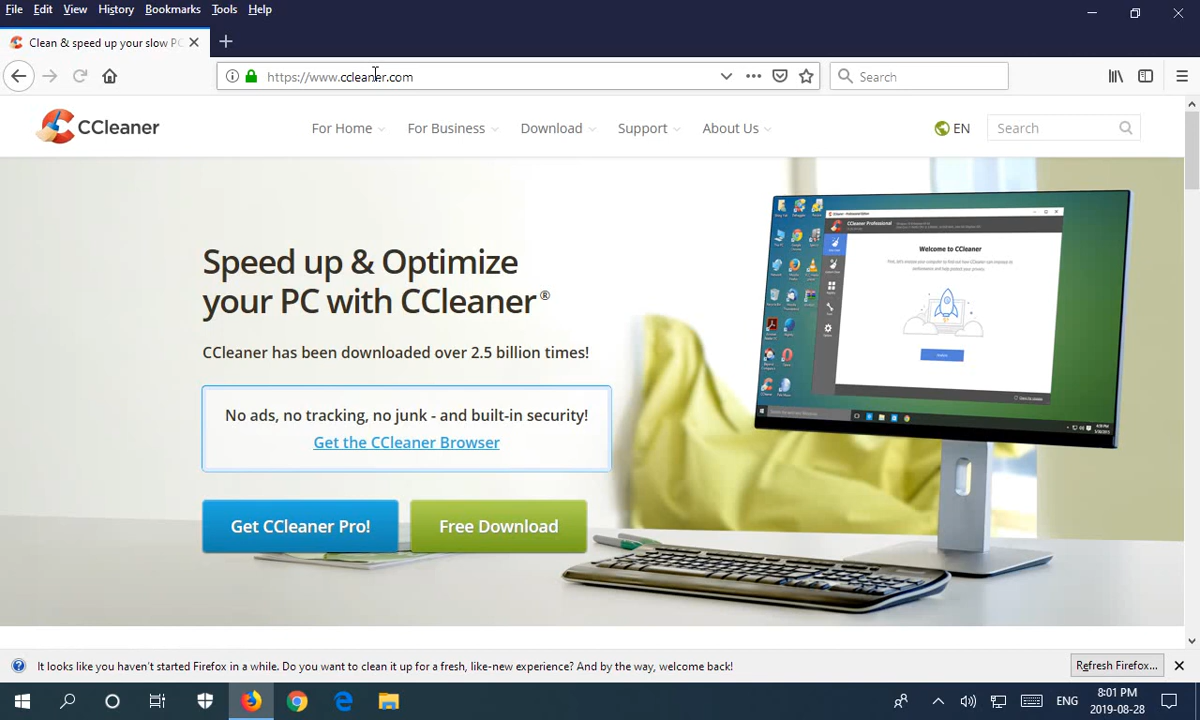 File Edit View History Bookmarks Tools Help
Clean & speed up your slow PC
https://www.ccleaner.com
Search
CCleaner
For Home
For Business
Download
Support
About Us
EN
Search
Speed up & Optimize
your PC with CCleaner®
CCleaner has been downloaded over 2.5 billion times!
No ads, no tracking, no junk - and built-in security!
Get the CCleaner Browser
Get CCleaner Pro!
Free Download
CCleaner Professional
Welcome to CCleaner
It looks like you haven't started Firefox in a while. Do you want to clean it up for a fresh, like-new experience? And by the way, welcome back!
Refresh Firefox...
ENG
8:01 PM
2019-08-28